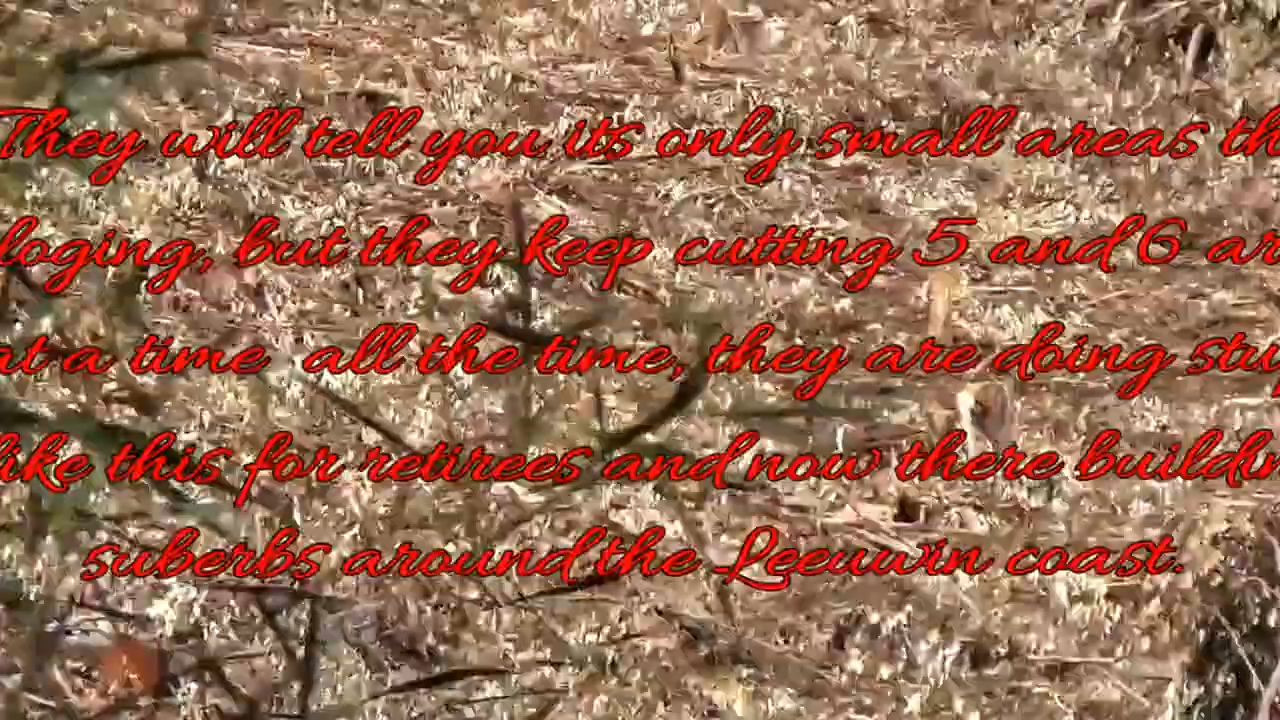 They will tell you its only small areas th
loging, but they keep cutting 5 and 6 ar
at a time all the time, they are doing stu
like this for retirees and now there buildin
suberbs around the Leeuwin coast.